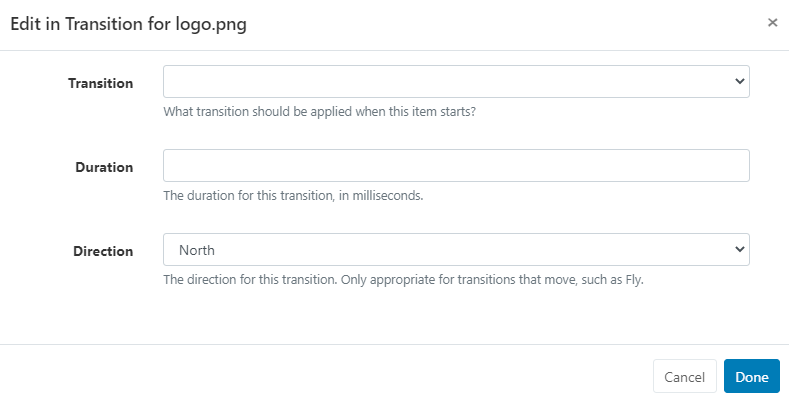 Edit in Transition for logo.png
×
Transition
What transition should be applied when this item starts?
Duration
The duration for this transition, in milliseconds.
Direction
North
The direction for this transition. Only appropriate for transitions that move, such as Fly.
Cancel
Done